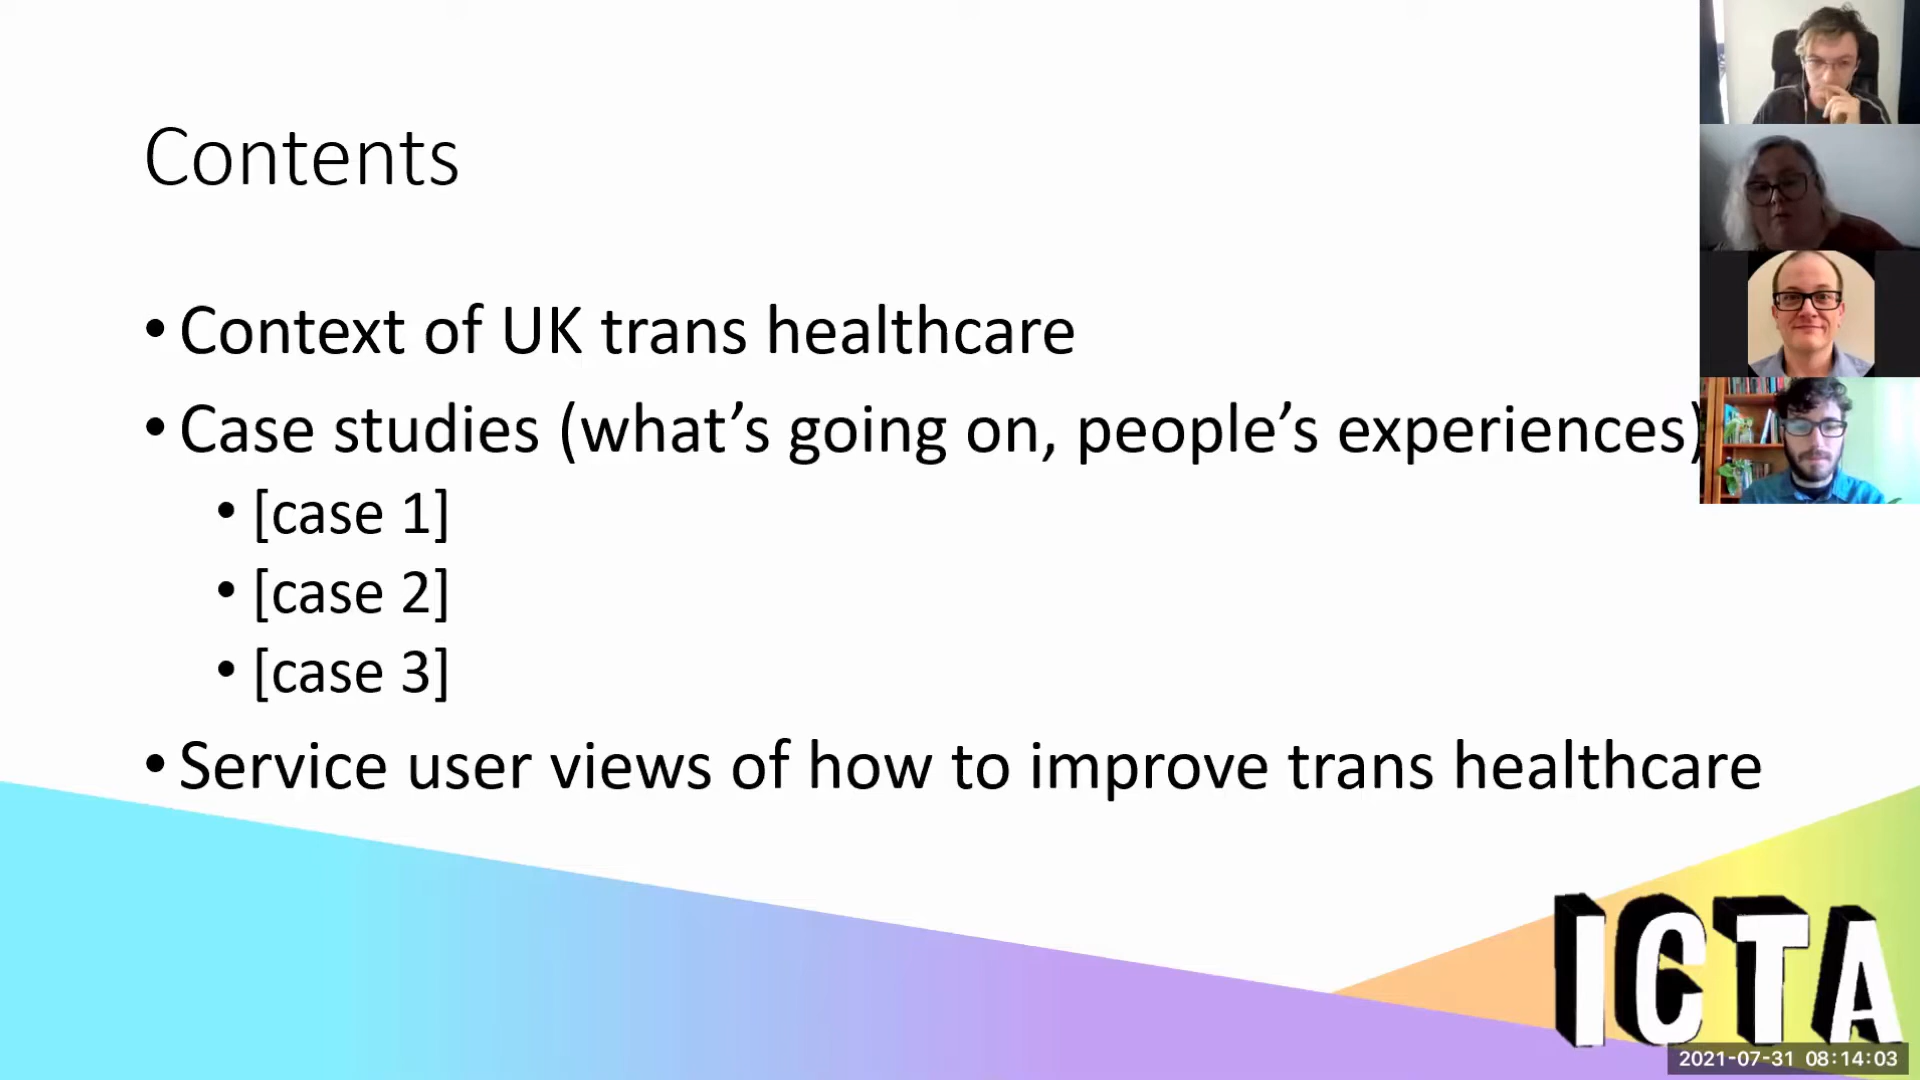 Contents
• Context of UK trans healthcare
• Case studies (what’s going on, people’s experiences)
• [case 1]
• [case 2]
• [case 3]
• Service user views of how to improve trans healthcare
ICTA
2021-07-31 08:14:03